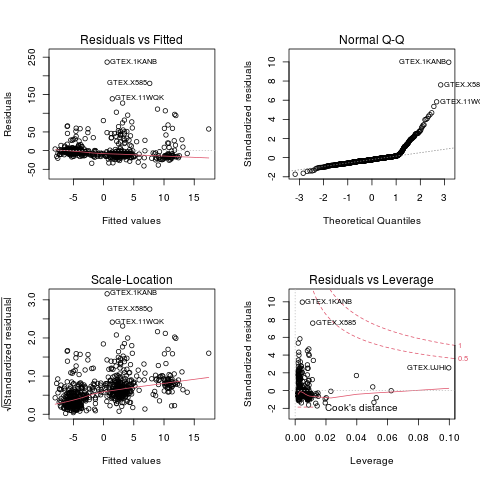 Residuals vs Fitted
Residuals
-50 0 50 150 250
GTEX.1KANB
GTEX.X585
GTEX.11WQK
-5 0 5 10 15
Fitted values
Normal Q-Q
Standardized residuals
-2 0 2 4 6 8 10
GTEX.1KANB
GTEX.X58
GTEX.11WQ
-3 -2 -1 0 1 2 3
Theoretical Quantiles
Scale-Location
√|Standardized residuals|
0.0 1.0 2.0 3.0
GTEX.1KANB
GTEX.X585
GTEX.11WQK
-5 0 5 10 15
Fitted values
Residuals vs Leverage
Standardized residuals
-2 0 2 4 6 8 10
GTEX.1KANB
GTEX.X585
1
0.5
GTEX.UJHI
Cook's distance
0.00 0.02 0.04 0.06 0.08 0.10
Leverage